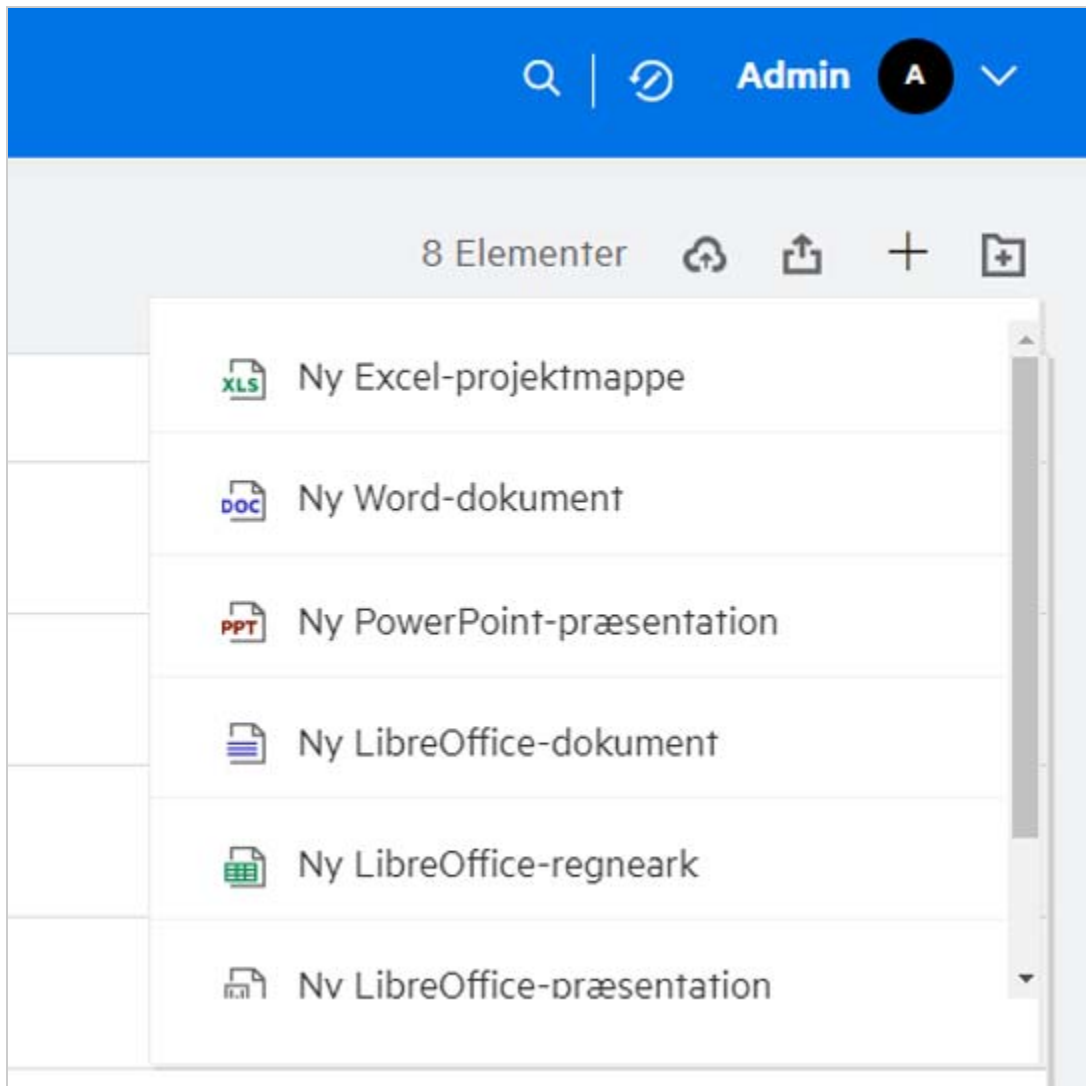 Admin A
8 Elementer
XLS Ny Excel-projektmappe
DOC Ny Word-dokument
PPT Ny PowerPoint-præsentation
Ny LibreOffice-dokument
Ny LibreOffice-regneark
Ny LibreOffice-præsentation